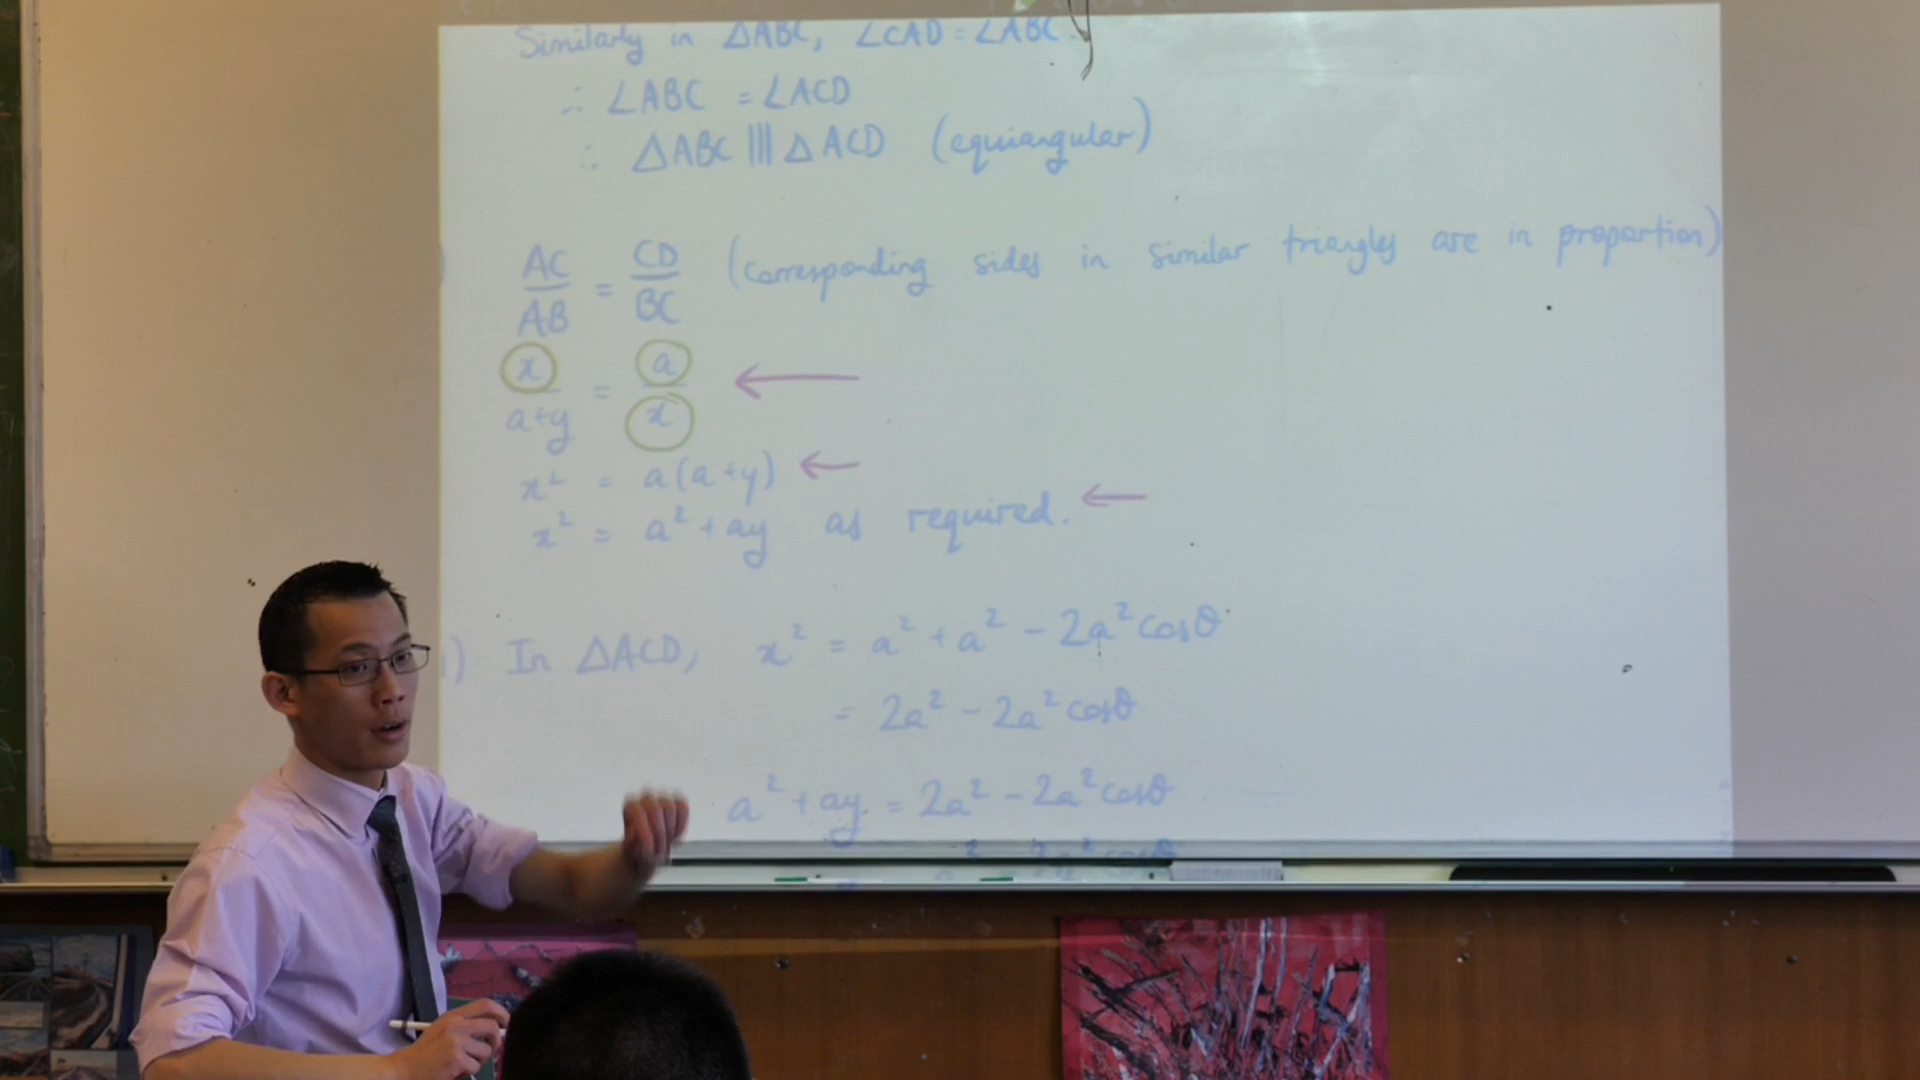 Similarly in ΔABC, ∠CAD = ∠ABC.
∴ ∠ABC = ∠ACD
∴ ΔABC ||| ΔACD (equiangular)
AC/AB = CD/BC (corresponding sides in similar triangles are in proportion)
x/a+y = a/x ←
x² = a(a+y) ←
x² = a² + ay as required. ←
) In ΔACD, x² = a² + a² - 2a² cosθ
= 2a² - 2a² cosθ
a² + ay = 2a² - 2a² cosθ